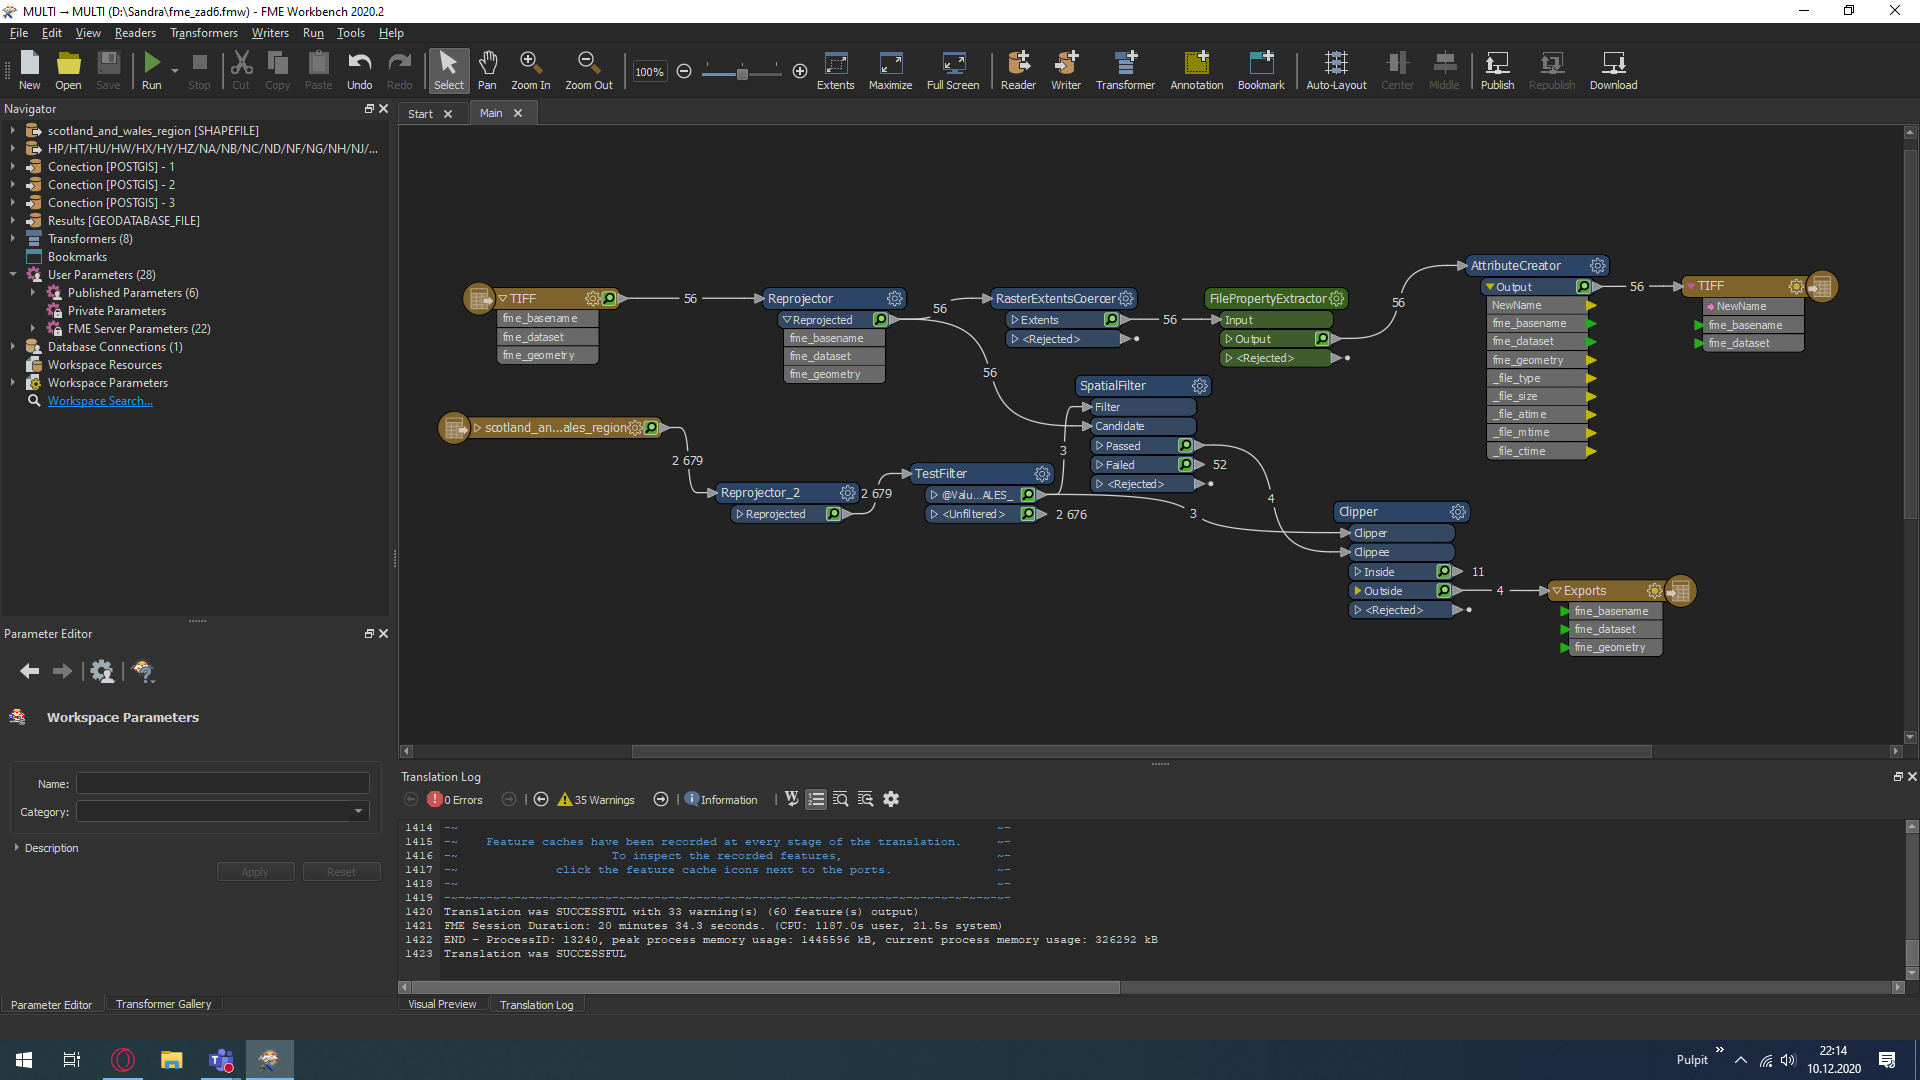 MULTI → MULTI (D:\Sandra\fme_zad6.fmw) - FME Workbench 2020.2
File Edit View Readers Transformers Writers Run Tools Help
New Open Save Run Stop Cut Copy Paste Undo Redo Select Pan Zoom In Zoom Out 100% Extents Maximize Full Screen Reader Writer Transformer Annotation Bookmark Auto-Layout Center Middle Publish Republish Download
Navigator
scotland_and_wales_region [SHAPEFILE]
HP/HT/HU/HW/HX/HY/HZ/NA/NB/NC/ND/NF/NG/NH/NJ/...
Conection [POSTGIS] - 1
Conection [POSTGIS] - 2
Conection [POSTGIS] - 3
Results [GEODATABASE_FILE]
Transformers (8)
Bookmarks
User Parameters (28)
Published Parameters (6)
Private Parameters
FME Server Parameters (22)
Database Connections (1)
Workspace Resources
Workspace Parameters
Workspace Search...
Start Main
TIFF
fme_basename
fme_dataset
fme_geometry
56
Reprojector
Reprojected
fme_basename
fme_dataset
fme_geometry
56
56
RasterExtentsCoercer
Extents
<Rejected>
56
FilePropertyExtractor
Input
Output
<Rejected>
56
AttributeCreator
Output
NewName
fme_basename
fme_dataset
fme_geometry
_file_type
_file_size
_file_atime
_file_mtime
_file_ctime
56
TIFF
NewName
fme_basename
fme_dataset
scotland_an...ales_region
2 679
Reprojector_2
Reprojected
2 679
TestFilter
@Valu...ALES_
<Unfiltered>
2 676
3
SpatialFilter
Filter
Candidate
Passed
Failed
52
<Rejected>
3
4
Clipper
Clipper
Clippee
Inside
11
Outside
4
<Rejected>
Exports
fme_basename
fme_dataset
fme_geometry
Parameter Editor
Workspace Parameters
Name:
Category:
Description
Apply Reset
Parameter Editor Transformer Gallery
Translation Log
0 Errors 35 Warnings Information
1414 -~ ~-
1415 -~ Feature caches have been recorded at every stage of the translation. ~-
1416 -~ To inspect the recorded features, ~-
1417 -~ click the feature cache icons next to the ports. ~-
1418 -~ ~-
1419 -~-~-~-~-~-~-~-~-~-~-~-~-~-~-~-~-~-~-~-~-~-~-~-~-~-~-~-~-~-~-~-~-~-~-~-~-~-~-~-~-
1420 Translation was SUCCESSFUL with 33 warning(s) (60 feature(s) output)
1421 FME Session Duration: 20 minutes 34.3 seconds. (CPU: 1187.0s user, 21.5s system)
1422 END - ProcessID: 13240, peak process memory usage: 1445596 kB, current process memory usage: 326292 kB
1423 Translation was SUCCESSFUL
Visual Preview Translation Log
Pulpit
22:14
10.12.2020